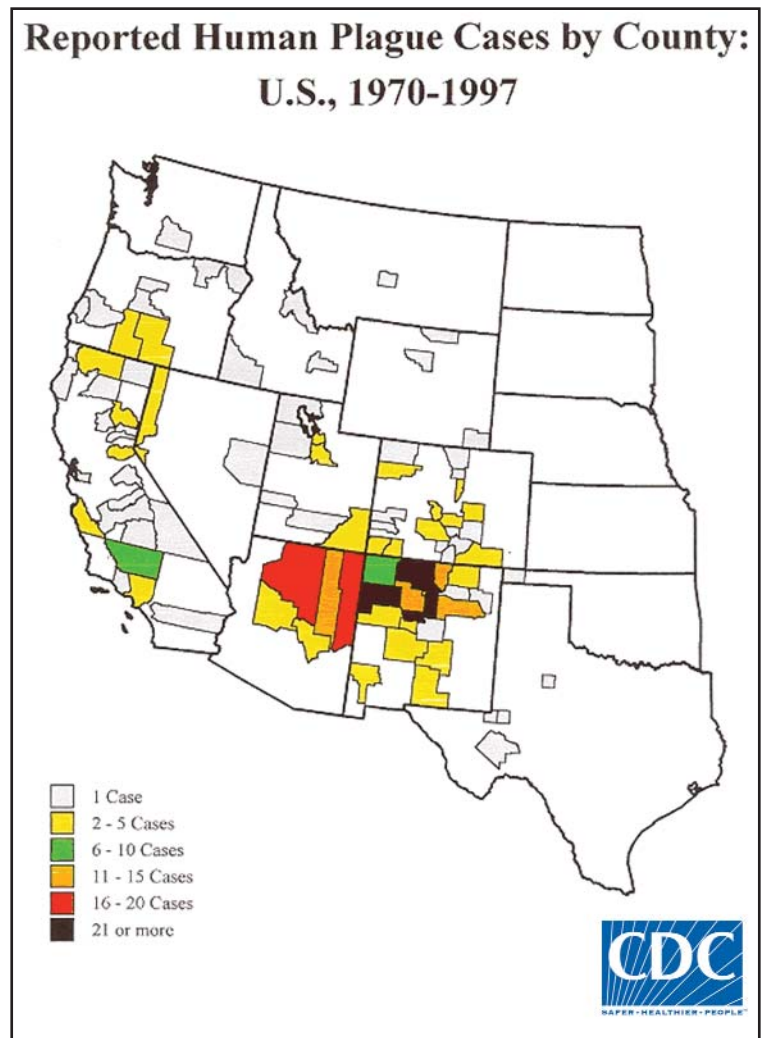 Reported Human Plague Cases by County:
U.S., 1970-1997
1 Case
2 - 5 Cases
6 - 10 Cases
11 - 15 Cases
16 - 20 Cases
21 or more
CDC
SAFER • HEALTHIER • PEOPLE™